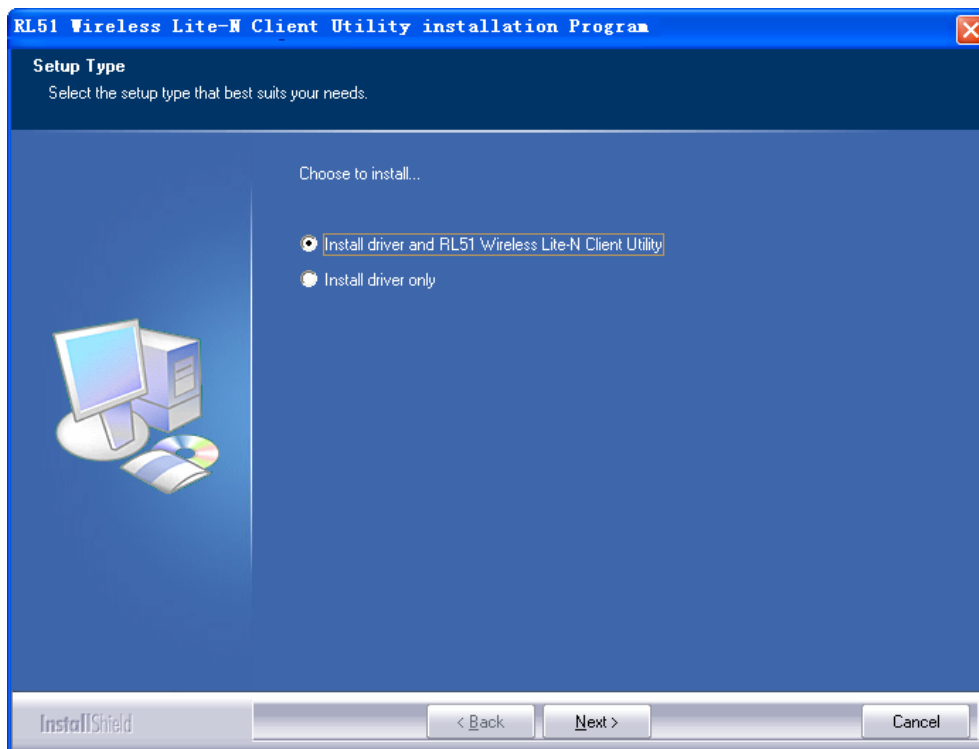 RL51 Wireless Lite-N Client Utility installation Program
Setup Type
Select the setup type that best suits your needs.
Choose to install...
Install driver and RL51 Wireless Lite-N Client Utility
Install driver only
InstallShield
< Back
Next >
Cancel